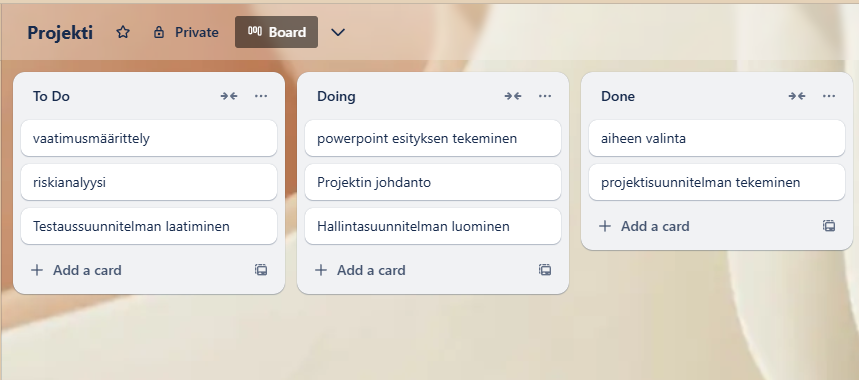 Projekti
Private
Board
To Do
vaatimusmäärittely
riskianalyysi
Testaussuunnitelman laatiminen
Add a card
Doing
powerpoint esityksen tekeminen
Projektin johdanto
Hallintasuunnitelman luominen
Add a card
Done
aiheen valinta
projektisuunnitelman tekeminen
Add a card